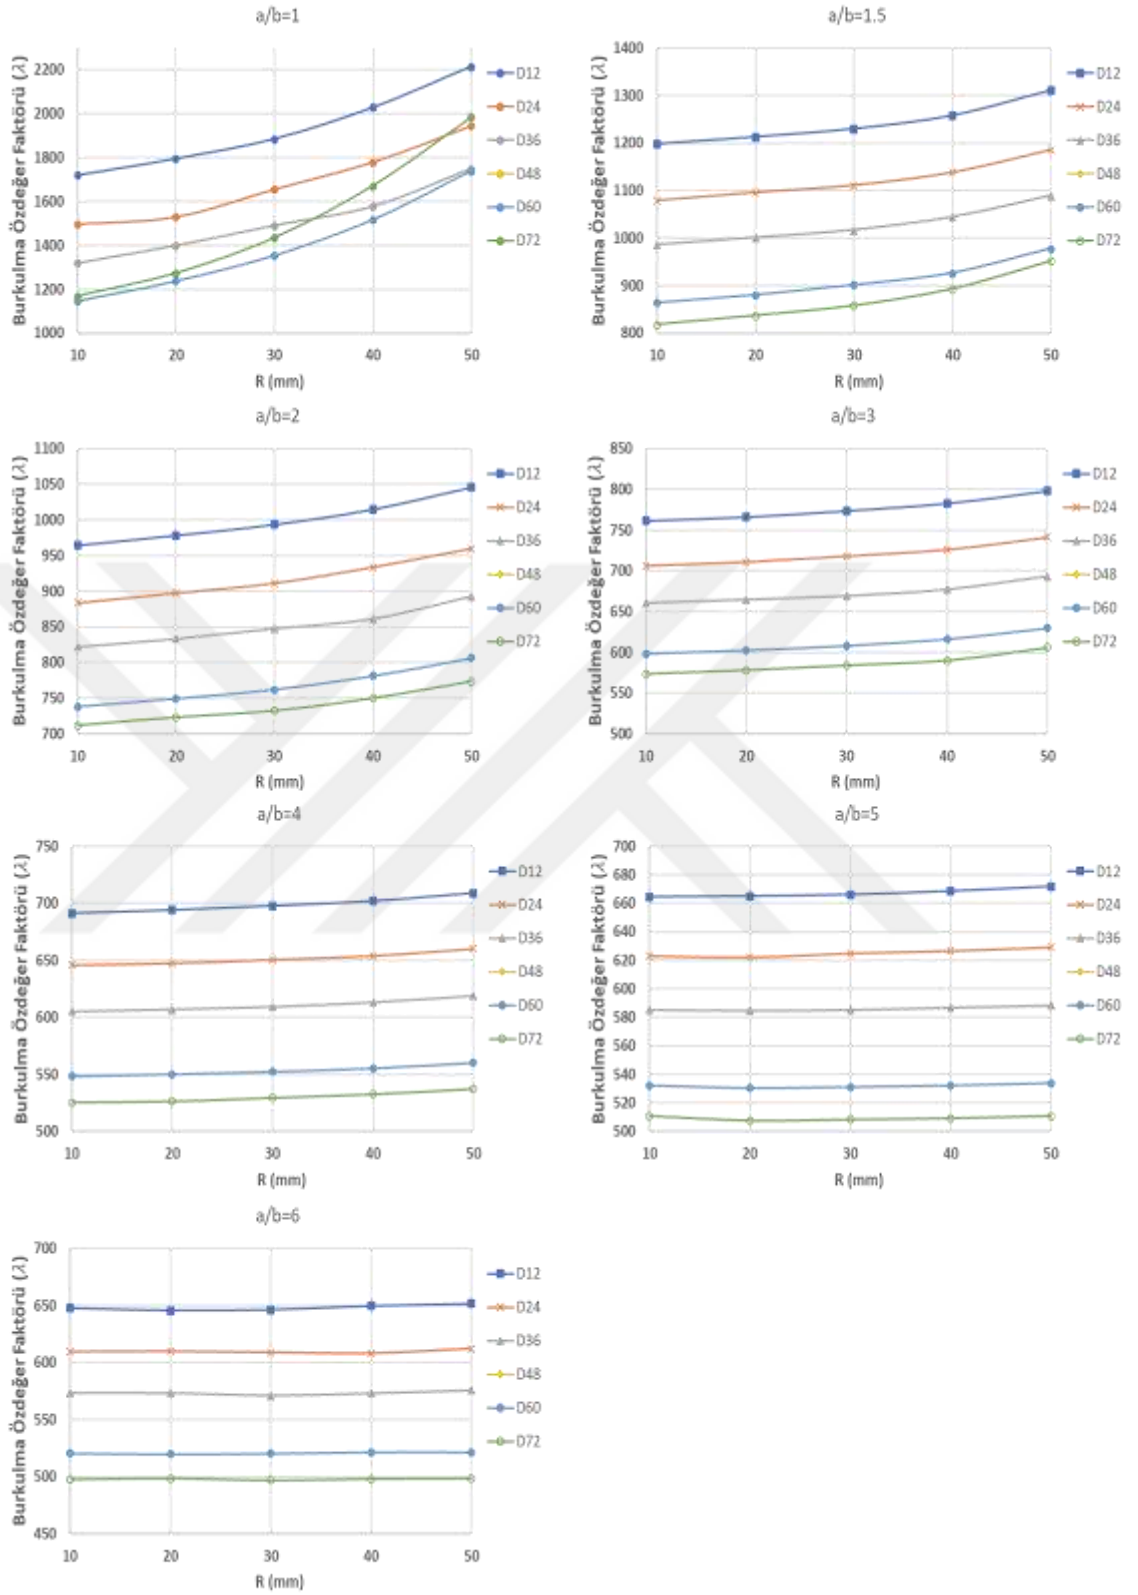 a/b=1
Burkulma Özdeğer Faktörü (λ)
2200
2000
1800
1600
1400
1200
1000
10 20 30 40 50
R (mm)
D12
D24
D36
D48
D60
D72
a/b=1.5
Burkulma Özdeğer Faktörü (λ)
1400
1300
1200
1100
1000
900
800
10 20 30 40 50
R (mm)
D12
D24
D36
D48
D60
D72
a/b=2
Burkulma Özdeğer Faktörü (λ)
1100
1050
1000
950
900
850
800
750
700
10 20 30 40 50
R (mm)
D12
D24
D36
D48
D60
D72
a/b=3
Burkulma Özdeğer Faktörü (λ)
850
800
750
700
650
600
550
500
10 20 30 40 50
R (mm)
D12
D24
D36
D48
D60
D72
a/b=4
Burkulma Özdeğer Faktörü (λ)
750
700
650
600
550
500
10 20 30 40 50
R (mm)
D12
D24
D36
D48
D60
D72
a/b=5
Burkulma Özdeğer Faktörü (λ)
700
680
660
640
620
600
580
560
540
520
500
10 20 30 40 50
R (mm)
D12
D24
D36
D48
D60
D72
a/b=6
Burkulma Özdeğer Faktörü (λ)
700
650
600
550
500
450
10 20 30 40 50
R (mm)
D12
D24
D36
D48
D60
D72